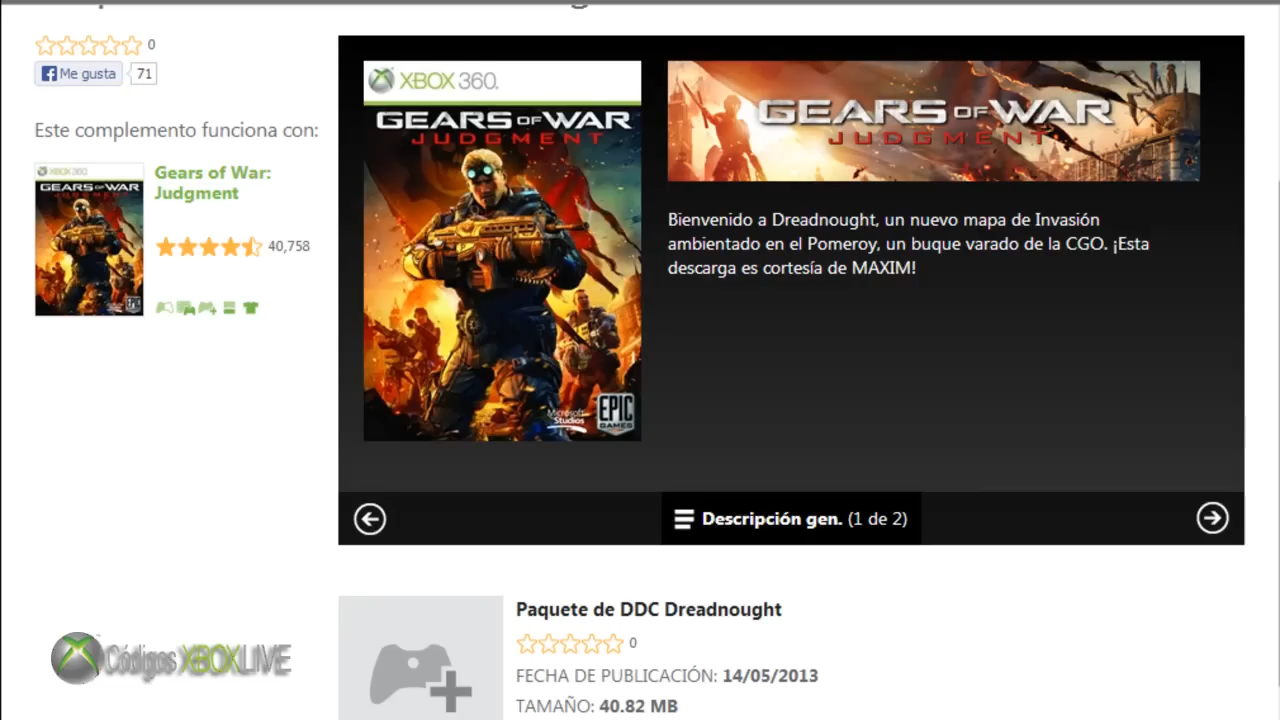 0
Me gusta 71
Este complemento funciona con:
XBOX 360.
GEARS OF WAR
JUDGMENT
Gears of War:
Judgment
40,758
XBOX 360.
GEARS OF WAR
JUDGMENT
Microsoft
Studios
EPIC
GAMES
GEARS OF WAR
JUDGMENT
Bienvenido a Dreadnought, un nuevo mapa de Invasión
ambientado en el Pomeroy, un buque varado de la CGO. ¡Esta
descarga es cortesía de MAXIM!
Descripción gen. (1 de 2)
Paquete de DDC Dreadnought
0
FECHA DE PUBLICACIÓN: 14/05/2013
TAMAÑO: 40.82 MB
Códigos XBOXLIVE